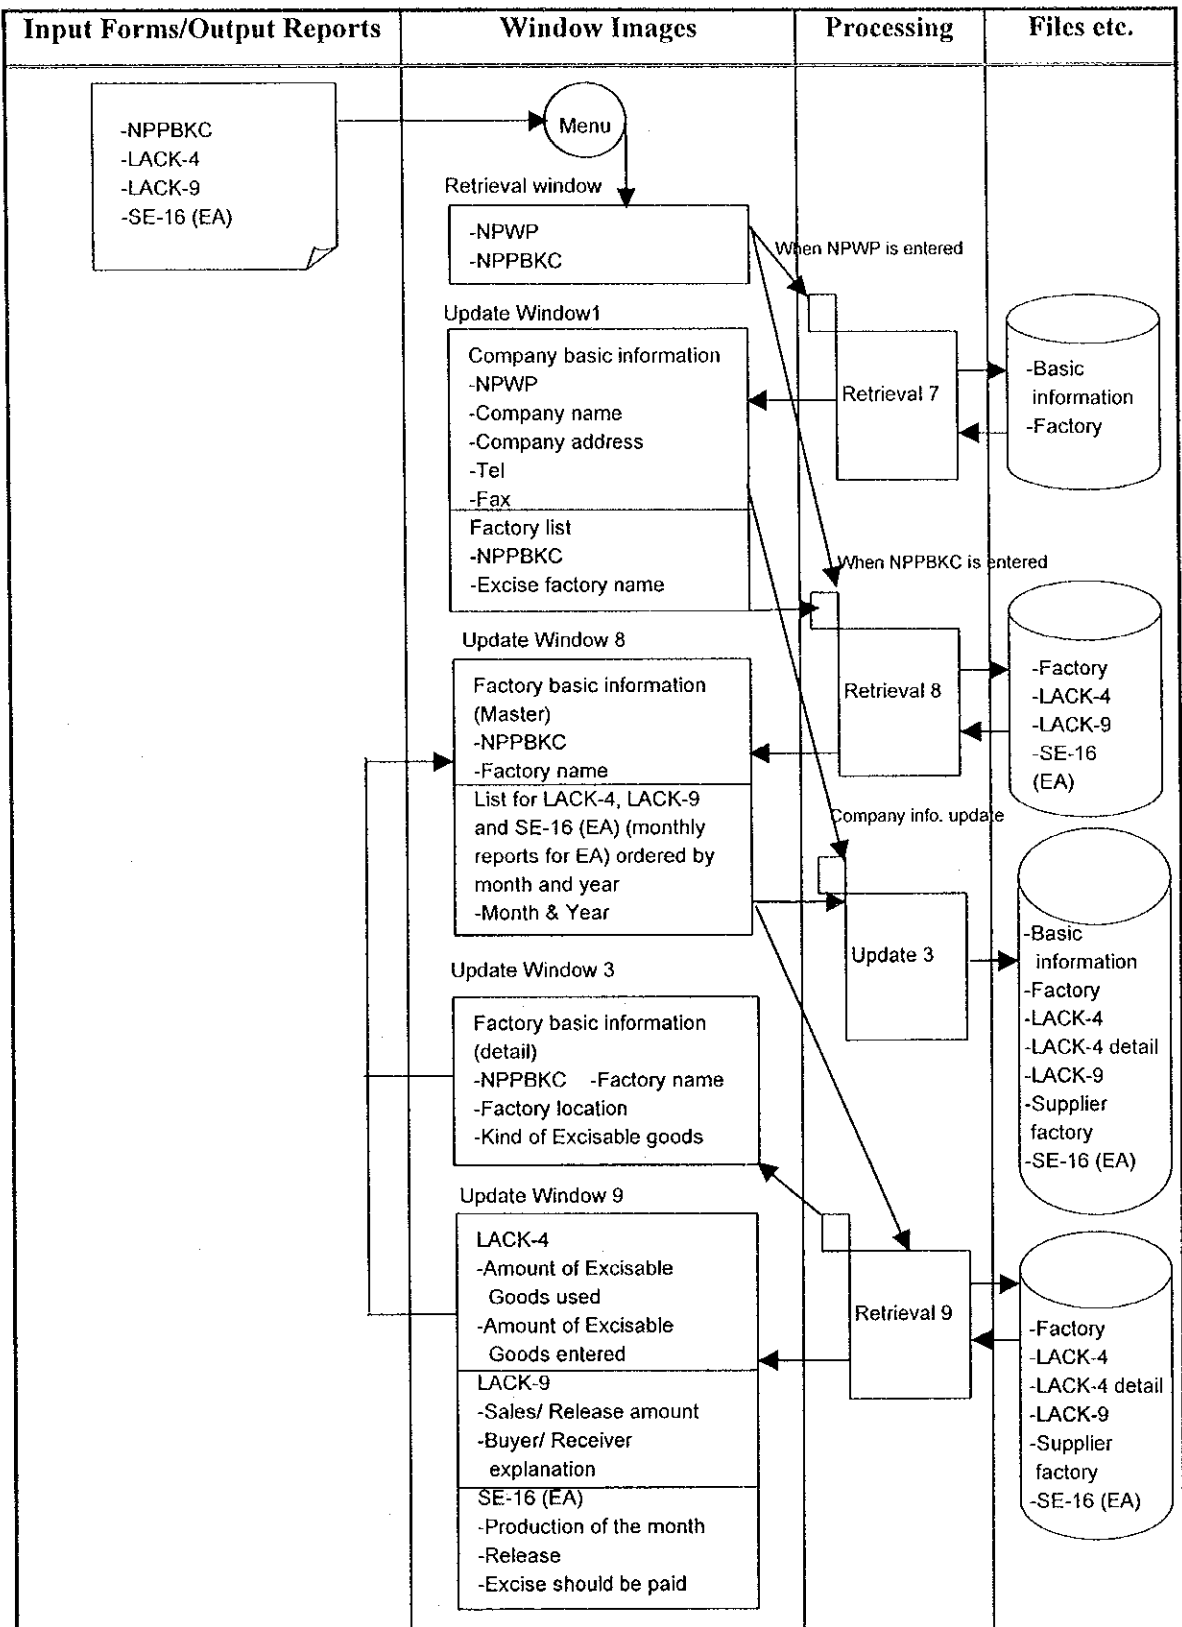 Input Forms/Output Reports
Window Images
Processing
Files etc.
-NPPBKC
-LACK-4
-LACK-9
-SE-16 (EA)
Menu
Retrieval window
-NPWP
-NPPBKC
When NPWP is entered
Update Window1
Company basic information
-NPWP
-Company name
-Company address
-Tel
-Fax
Factory list
-NPPBKC
-Excise factory name
Retrieval 7
-Basic
information
-Factory
When NPPBKC is entered
Update Window 8
Factory basic information
(Master)
-NPPBKC
-Factory name
List for LACK-4, LACK-9
and SE-16 (EA) (monthly
reports for EA) ordered by
month and year
-Month & Year
Retrieval 8
-Factory
-LACK-4
-LACK-9
-SE-16
(EA)
Company info. update
Update 3
-Basic
information
-Factory
-LACK-4
-LACK-4 detail
-LACK-9
-Supplier
factory
-SE-16 (EA)
Update Window 3
Factory basic information
(detail)
-NPPBKC -Factory name
-Factory location
-Kind of Excisable goods
Update Window 9
LACK-4
-Amount of Excisable
Goods used
-Amount of Excisable
Goods entered
LACK-9
-Sales/ Release amount
-Buyer/ Receiver
explanation
SE-16 (EA)
-Production of the month
-Release
-Excise should be paid
Retrieval 9
-Factory
-LACK-4
-LACK-4 detail
-LACK-9
-Supplier
factory
-SE-16 (EA)